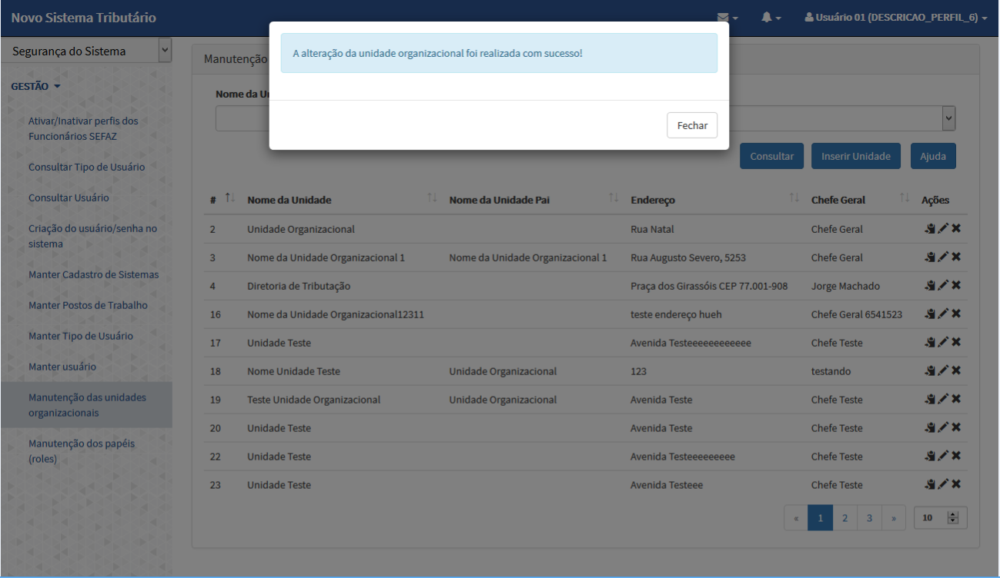 Novo Sistema Tributário
Usuário 01 (DESCRICAO_PERFIL_6)
Segurança do Sistema
GESTÃO
Ativar/Inativar perfis dos
Funcionários SEFAZ
Consultar Tipo de Usuário
Consultar Usuário
Criação do usuário/senha no
sistema
Manter Cadastro de Sistemas
Manter Postos de Trabalho
Manter Tipo de Usuário
Manter usuário
Manutenção das unidades
organizacionais
Manutenção dos papéis
(roles)
A alteração da unidade organizacional foi realizada com sucesso!
Fechar
Manutenção
Nome da Un
Consultar Inserir Unidade Ajuda
# Nome da Unidade Nome da Unidade Pai Endereço Chefe Geral Ações
2 Unidade Organizacional Rua Natal Chefe Geral
3 Nome da Unidade Organizacional 1 Nome da Unidade Organizacional 1 Rua Augusto Severo, 5253 Chefe Geral
4 Diretoria de Tributação Praça dos Girassóis CEP 77.001-908 Jorge Machado
16 Nome da Unidade Organizacional12311 teste endereço hueh Chefe Geral 6541523
17 Unidade Teste Avenida Testeeeeeeeeeeee Chefe Teste
18 Nome Unidade Teste Unidade Organizacional 123 testando
19 Teste Unidade Organizacional Unidade Organizacional Avenida Teste Chefe Teste
20 Unidade Teste Avenida Teste Chefe Teste
22 Unidade Teste Avenida Testeeeeeeeee Chefe Teste
23 Unidade Teste Avenida Testeee Chefe Teste
« 1 2 3 » 10